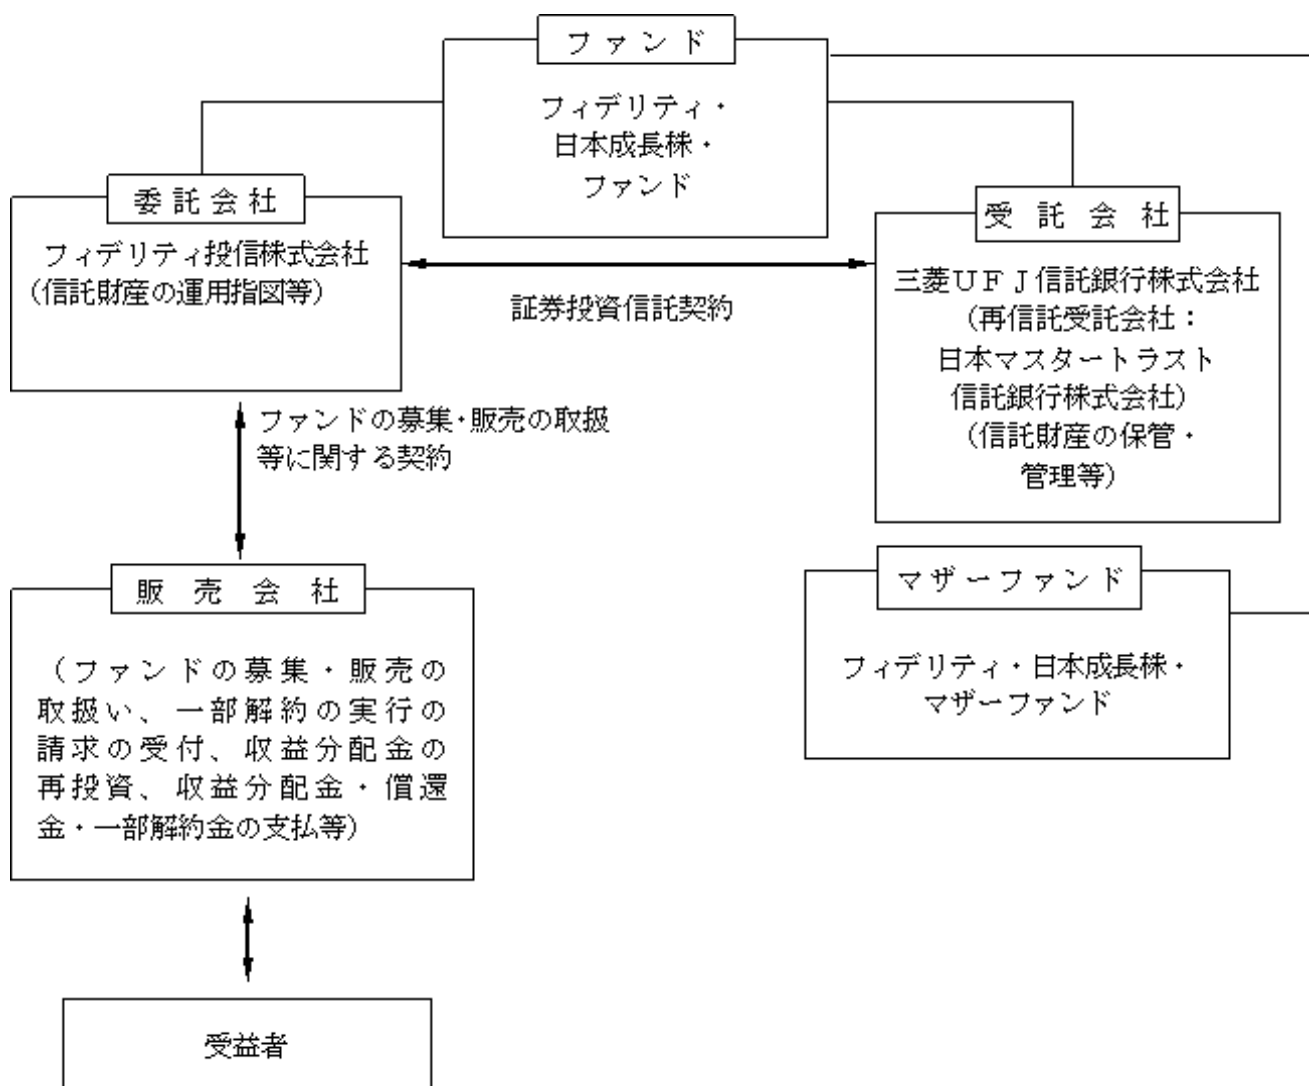 ファンド
フィデリティ・
日本成長株・
ファンド
委託会社
フィデリティ投信株式会社
（信託財産の運用指図等）
証券投資信託契約
受託会社
三菱ＵＦＪ信託銀行株式会社
（再信託受託会社：
日本マスタートラスト
信託銀行株式会社）
（信託財産の保管・
管理等）
ファンドの募集・販売の取扱
等に関する契約
販売会社
（ファンドの募集・販売の
取扱い、一部解約の実行の
請求の受付、収益分配金の
再投資、収益分配金・償還
金・一部解約金の支払等）
マザーファンド
フィデリティ・日本成長株・
マザーファンド
受益者